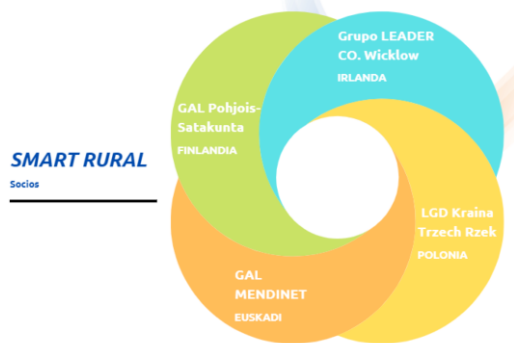 SMART RURAL
Socios
GAL Pohjois-
Satakunta
FINLANDIA
Grupo LEADER
CO. Wicklow
IRLANDA
LGD Kraina
Trzech Rzek
POLONIA
GAL
MENDINET
EUSKADI